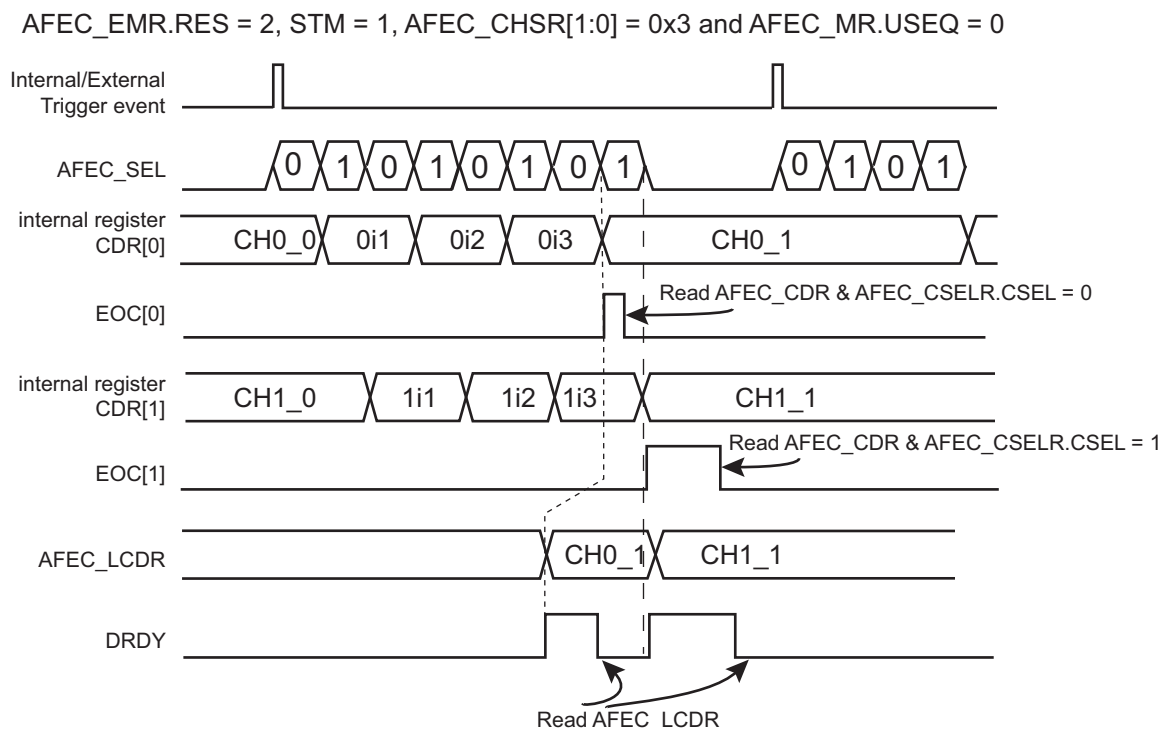 AFEC_EMR.RES = 2, STM = 1, AFEC_CHSR[1:0] = 0x3 and AFEC_MR.USEQ = 0
Internal/External
Trigger event
AFEC_SEL
0 1 0 1 0 1 0 1 0 1 0 1
internal register
CDR[0]
CH0_0 0i1 0i2 0i3 CH0_1
Read AFEC_CDR & AFEC_CSELR.CSEL = 0
EOC[0]
internal register
CDR[1]
CH1_0 1i1 1i2 1i3 CH1_1
Read AFEC_CDR & AFEC_CSELR.CSEL = 1
EOC[1]
AFEC_LCDR
CH0_1 CH1_1
DRDY
Read AFEC_LCDR